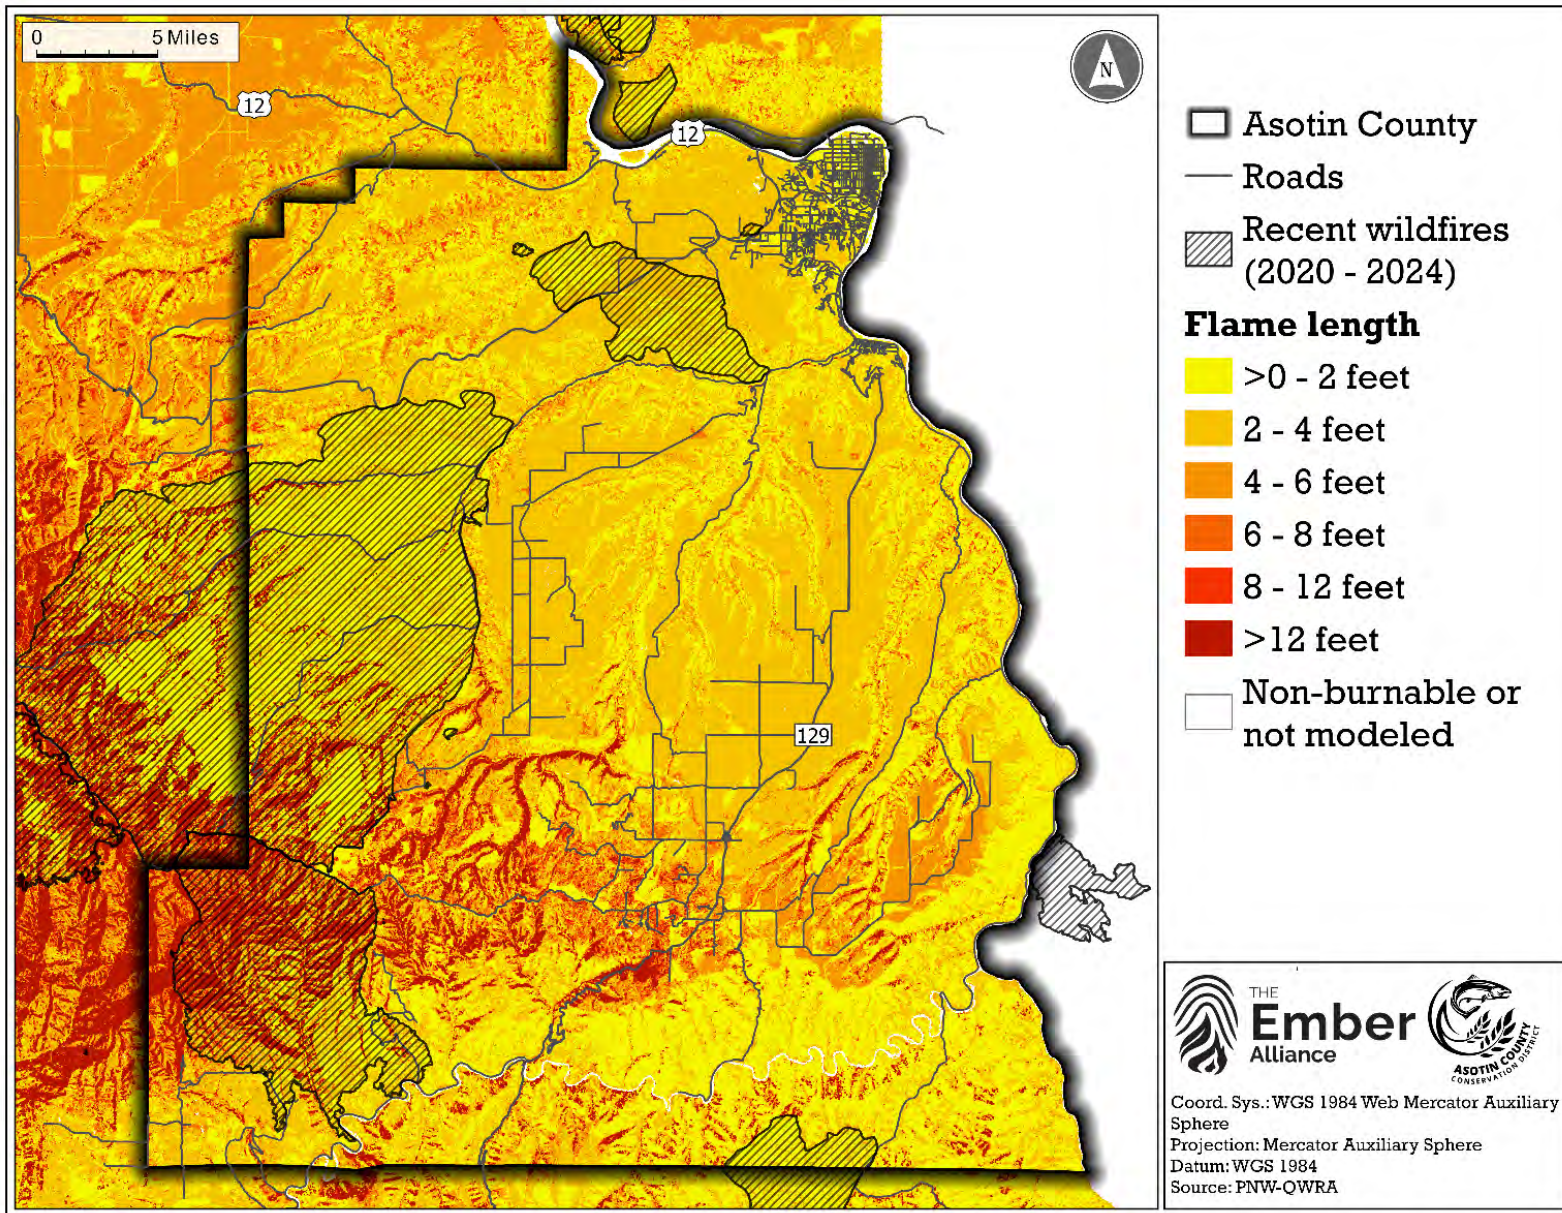 0 5 Miles
N
12
12
129
Asotin County
Roads
Recent wildfires
(2020 - 2024)
Flame length
>0 - 2 feet
2 - 4 feet
4 - 6 feet
6 - 8 feet
8 - 12 feet
>12 feet
Non-burnable or
not modeled
THE
Ember
Alliance
ASOTIN COUNTY
CONSERVATION DISTRICT
Coord. Sys.: WGS 1984 Web Mercator Auxiliary
Sphere
Projection: Mercator Auxiliary Sphere
Datum: WGS 1984
Source: PNW-QWRA